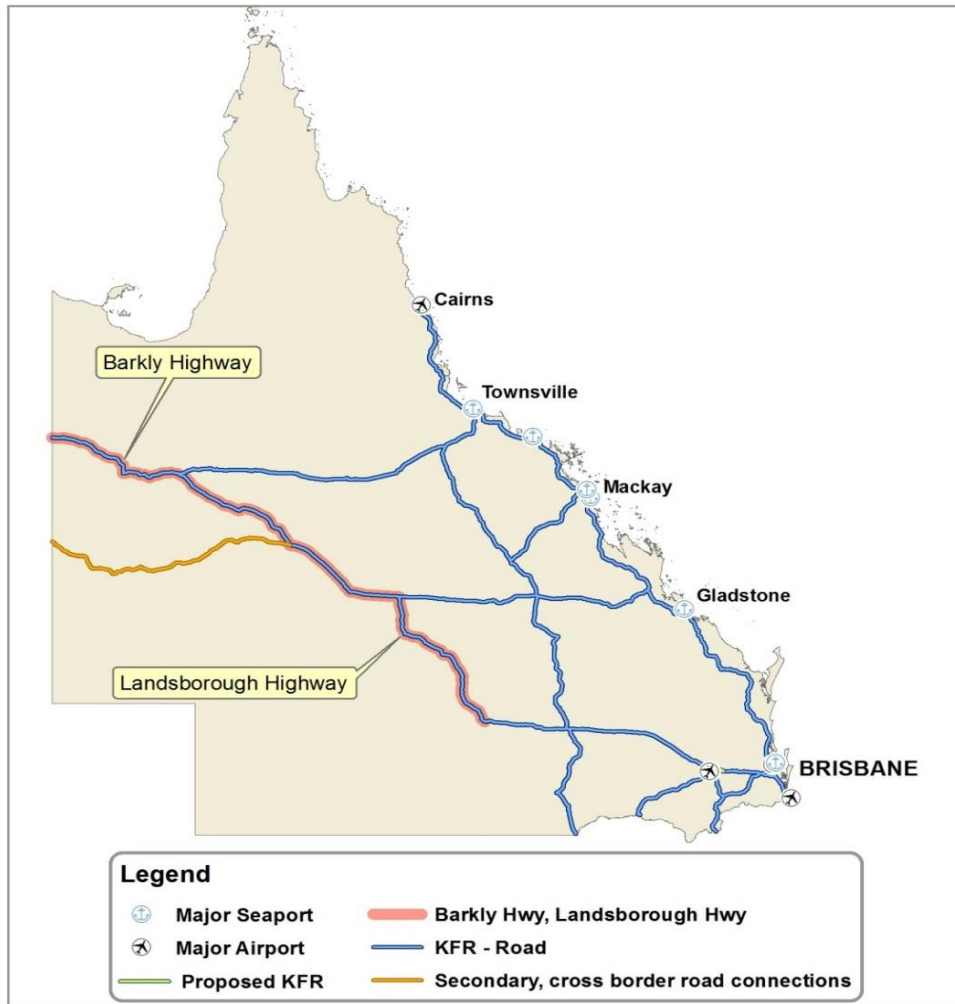 Cairns
Barkly Highway
Townsville
Mackay
Gladstone
Landsborough Highway
BRISBANE
Legend
Major Seaport
Barkly Hwy, Landsborough Hwy
Major Airport
KFR - Road
Proposed KFR
Secondary, cross border road connections